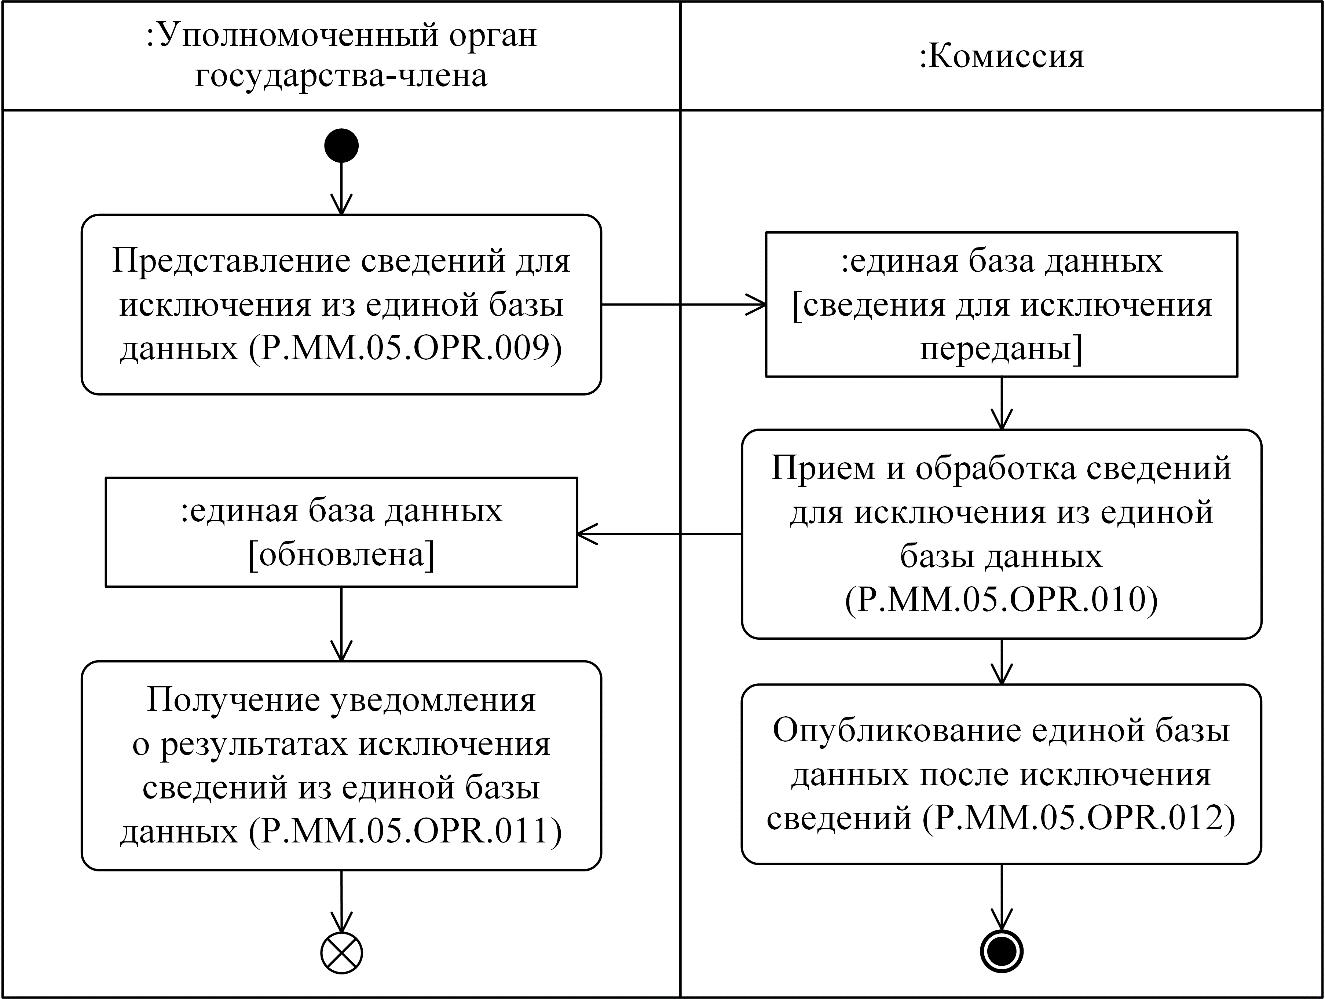 :Уполномоченный орган
государства-члена
:Комиссия
Представление сведений для
исключения из единой базы
данных (P.MM.05.OPR.009)
:единая база данных
[сведения для исключения
переданы]
Прием и обработка сведений
для исключения из единой
базы данных
(P.MM.05.OPR.010)
:единая база данных
[обновлена]
Получение уведомления
о результатах исключения
сведений из единой базы
данных (P.MM.05.OPR.011)
Опубликование единой базы
данных после исключения
сведений (P.MM.05.OPR.012)